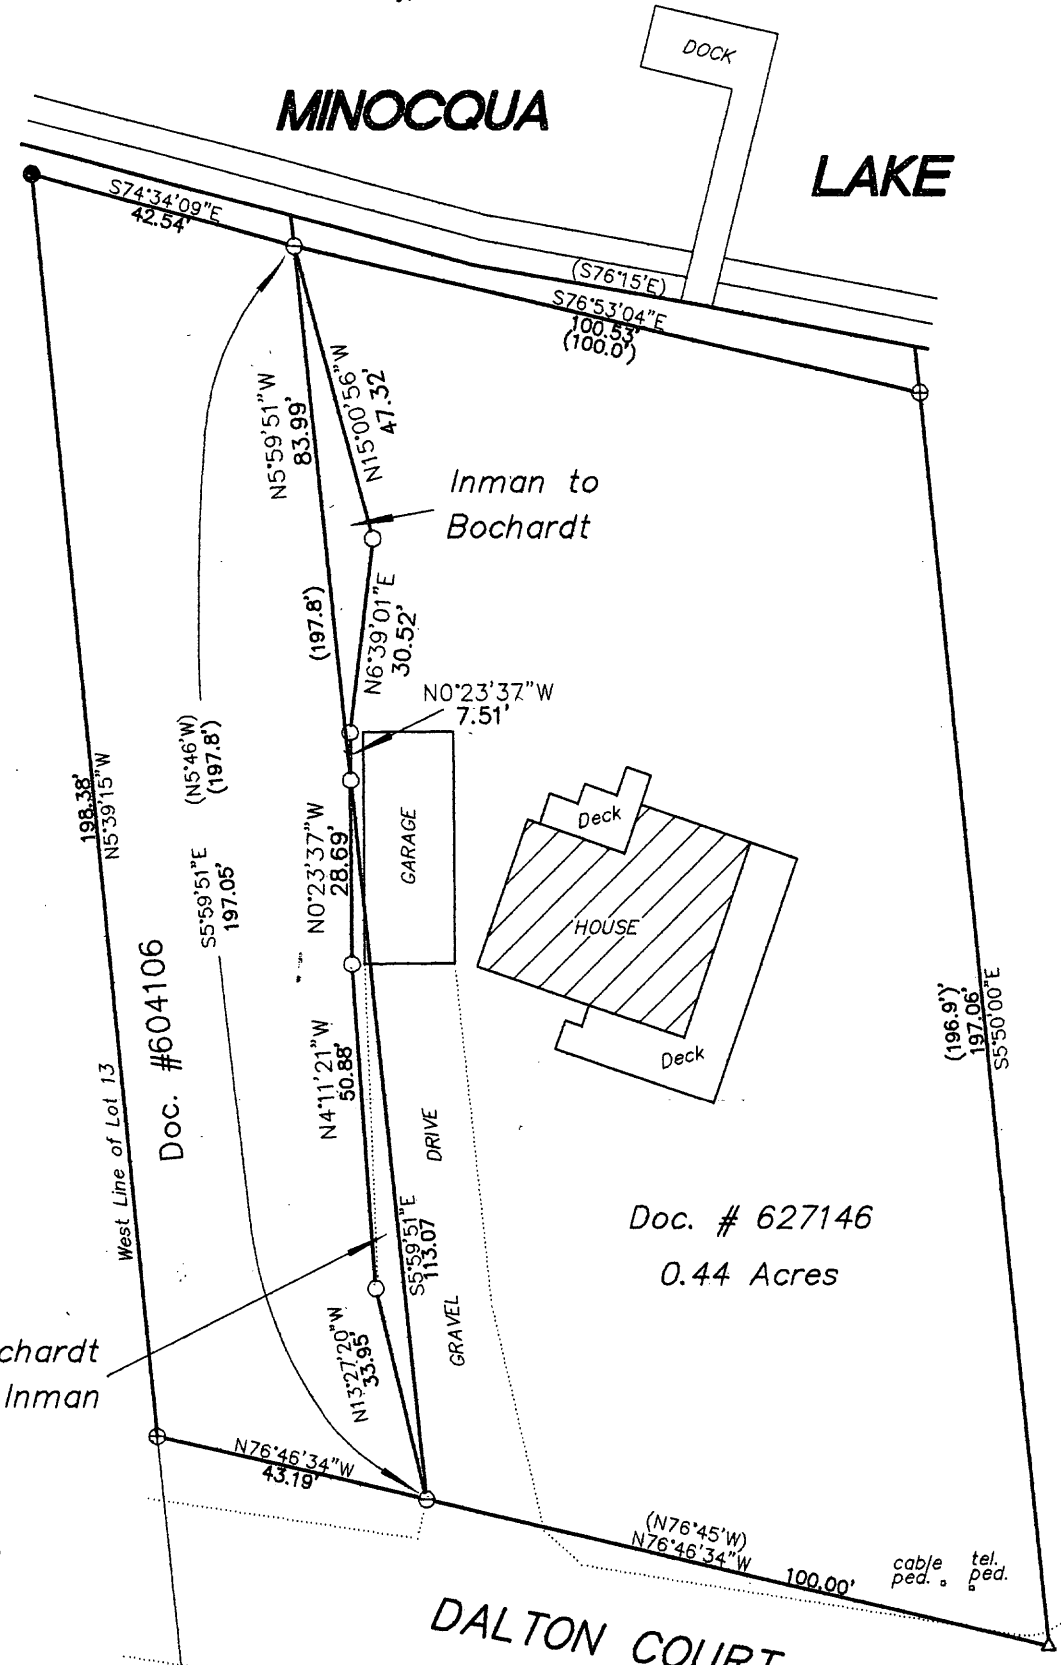 DOCK
MINOCQUA
LAKE
S74°34'09"E
42.54'
(S76°15'E)
S76°53'04"E
100.53'
(100.0')
N5°59'51"W
83.99'
N15°00'56"W
47.32'
Inman to
Bochardt
(197.8')
N6°39'01"E
30.52'
N0°23'37"W
7.51'
(N5°46'W)
(197.8')
198.38'
N5°39'15"W
S5°59'51"E
197.05'
N0°23'37"W
28.69'
GARAGE
Deck
HOUSE
Deck
(196.9')
197.06'
S5°50'00"E
Doc. #604106
West Line of Lot 13
N4°11'21"W
50.88'
DRIVE
GRAVEL
S5°59'51"E
113.07
Doc. # 627146
0.44 Acres
chardt
Inman
N13°27'20"W
33.95'
N76°46'34"W
43.19'
(N76°45'W)
N76°46'34"W
100.00'
cable
ped.
tel.
ped.
DALTON COURT